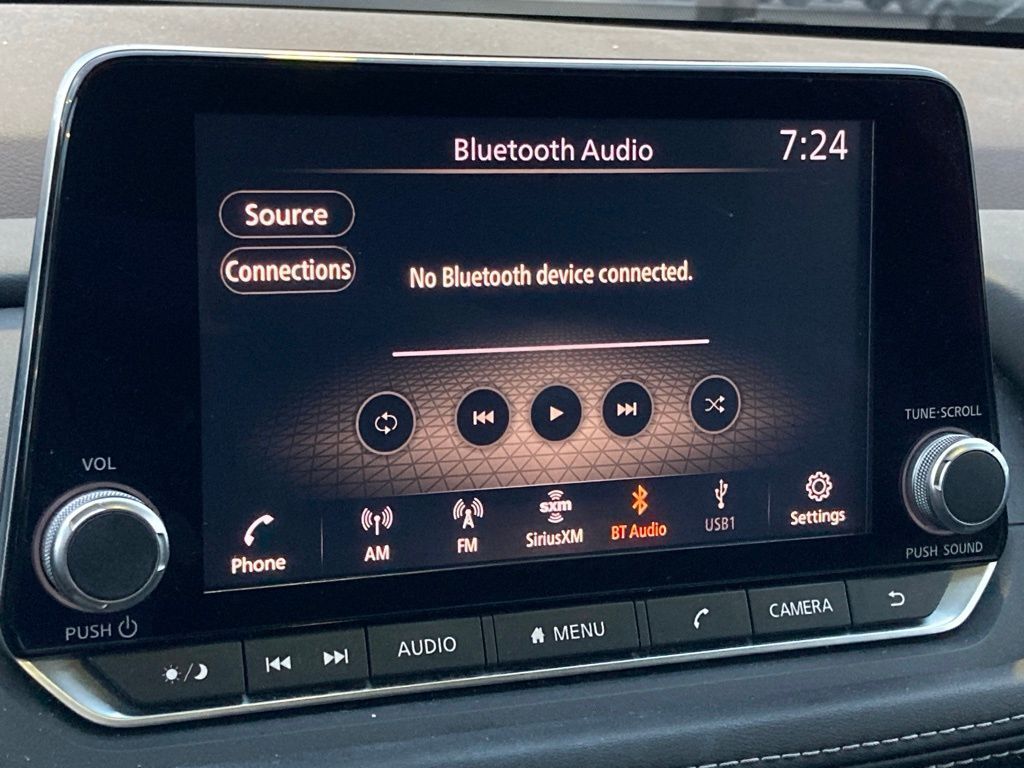 Bluetooth Audio
7:24
Source
Connections
No Bluetooth device connected.
TUNE·SCROLL
VOL
Phone
AM
FM
sxm
SiriusXM
BT Audio
USB1
Settings
PUSH
PUSH SOUND
AUDIO
MENU
CAMERA